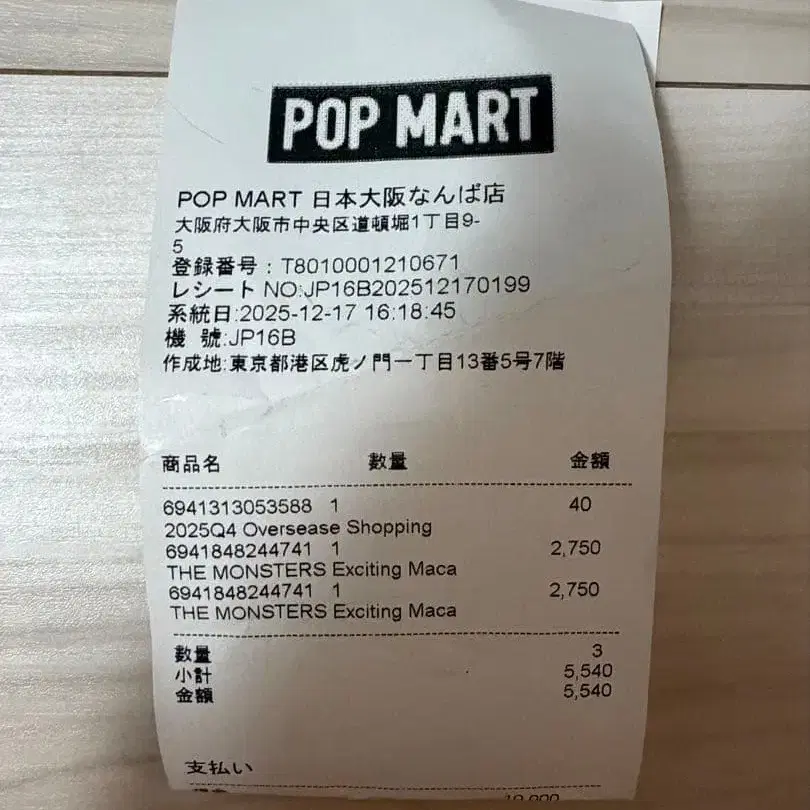 POP MART
POP MART 日本大阪なんば店
大阪府大阪市中央区道頓堀1丁目9-
5
登録番号：T8010001210671
レシート NO:JP16B202512170199
系統日:2025-12-17 16:18:45
機 號:JP16B
作成地:東京都港区虎ノ門一丁目13番5号7階
商品名 数量 金額
6941313053588 1 40
2025Q4 Oversease Shopping
6941848244741 1 2,750
THE MONSTERS Exciting Maca
6941848244741 1 2,750
THE MONSTERS Exciting Maca
数量 3
小計 5,540
金額 5,540
支払い